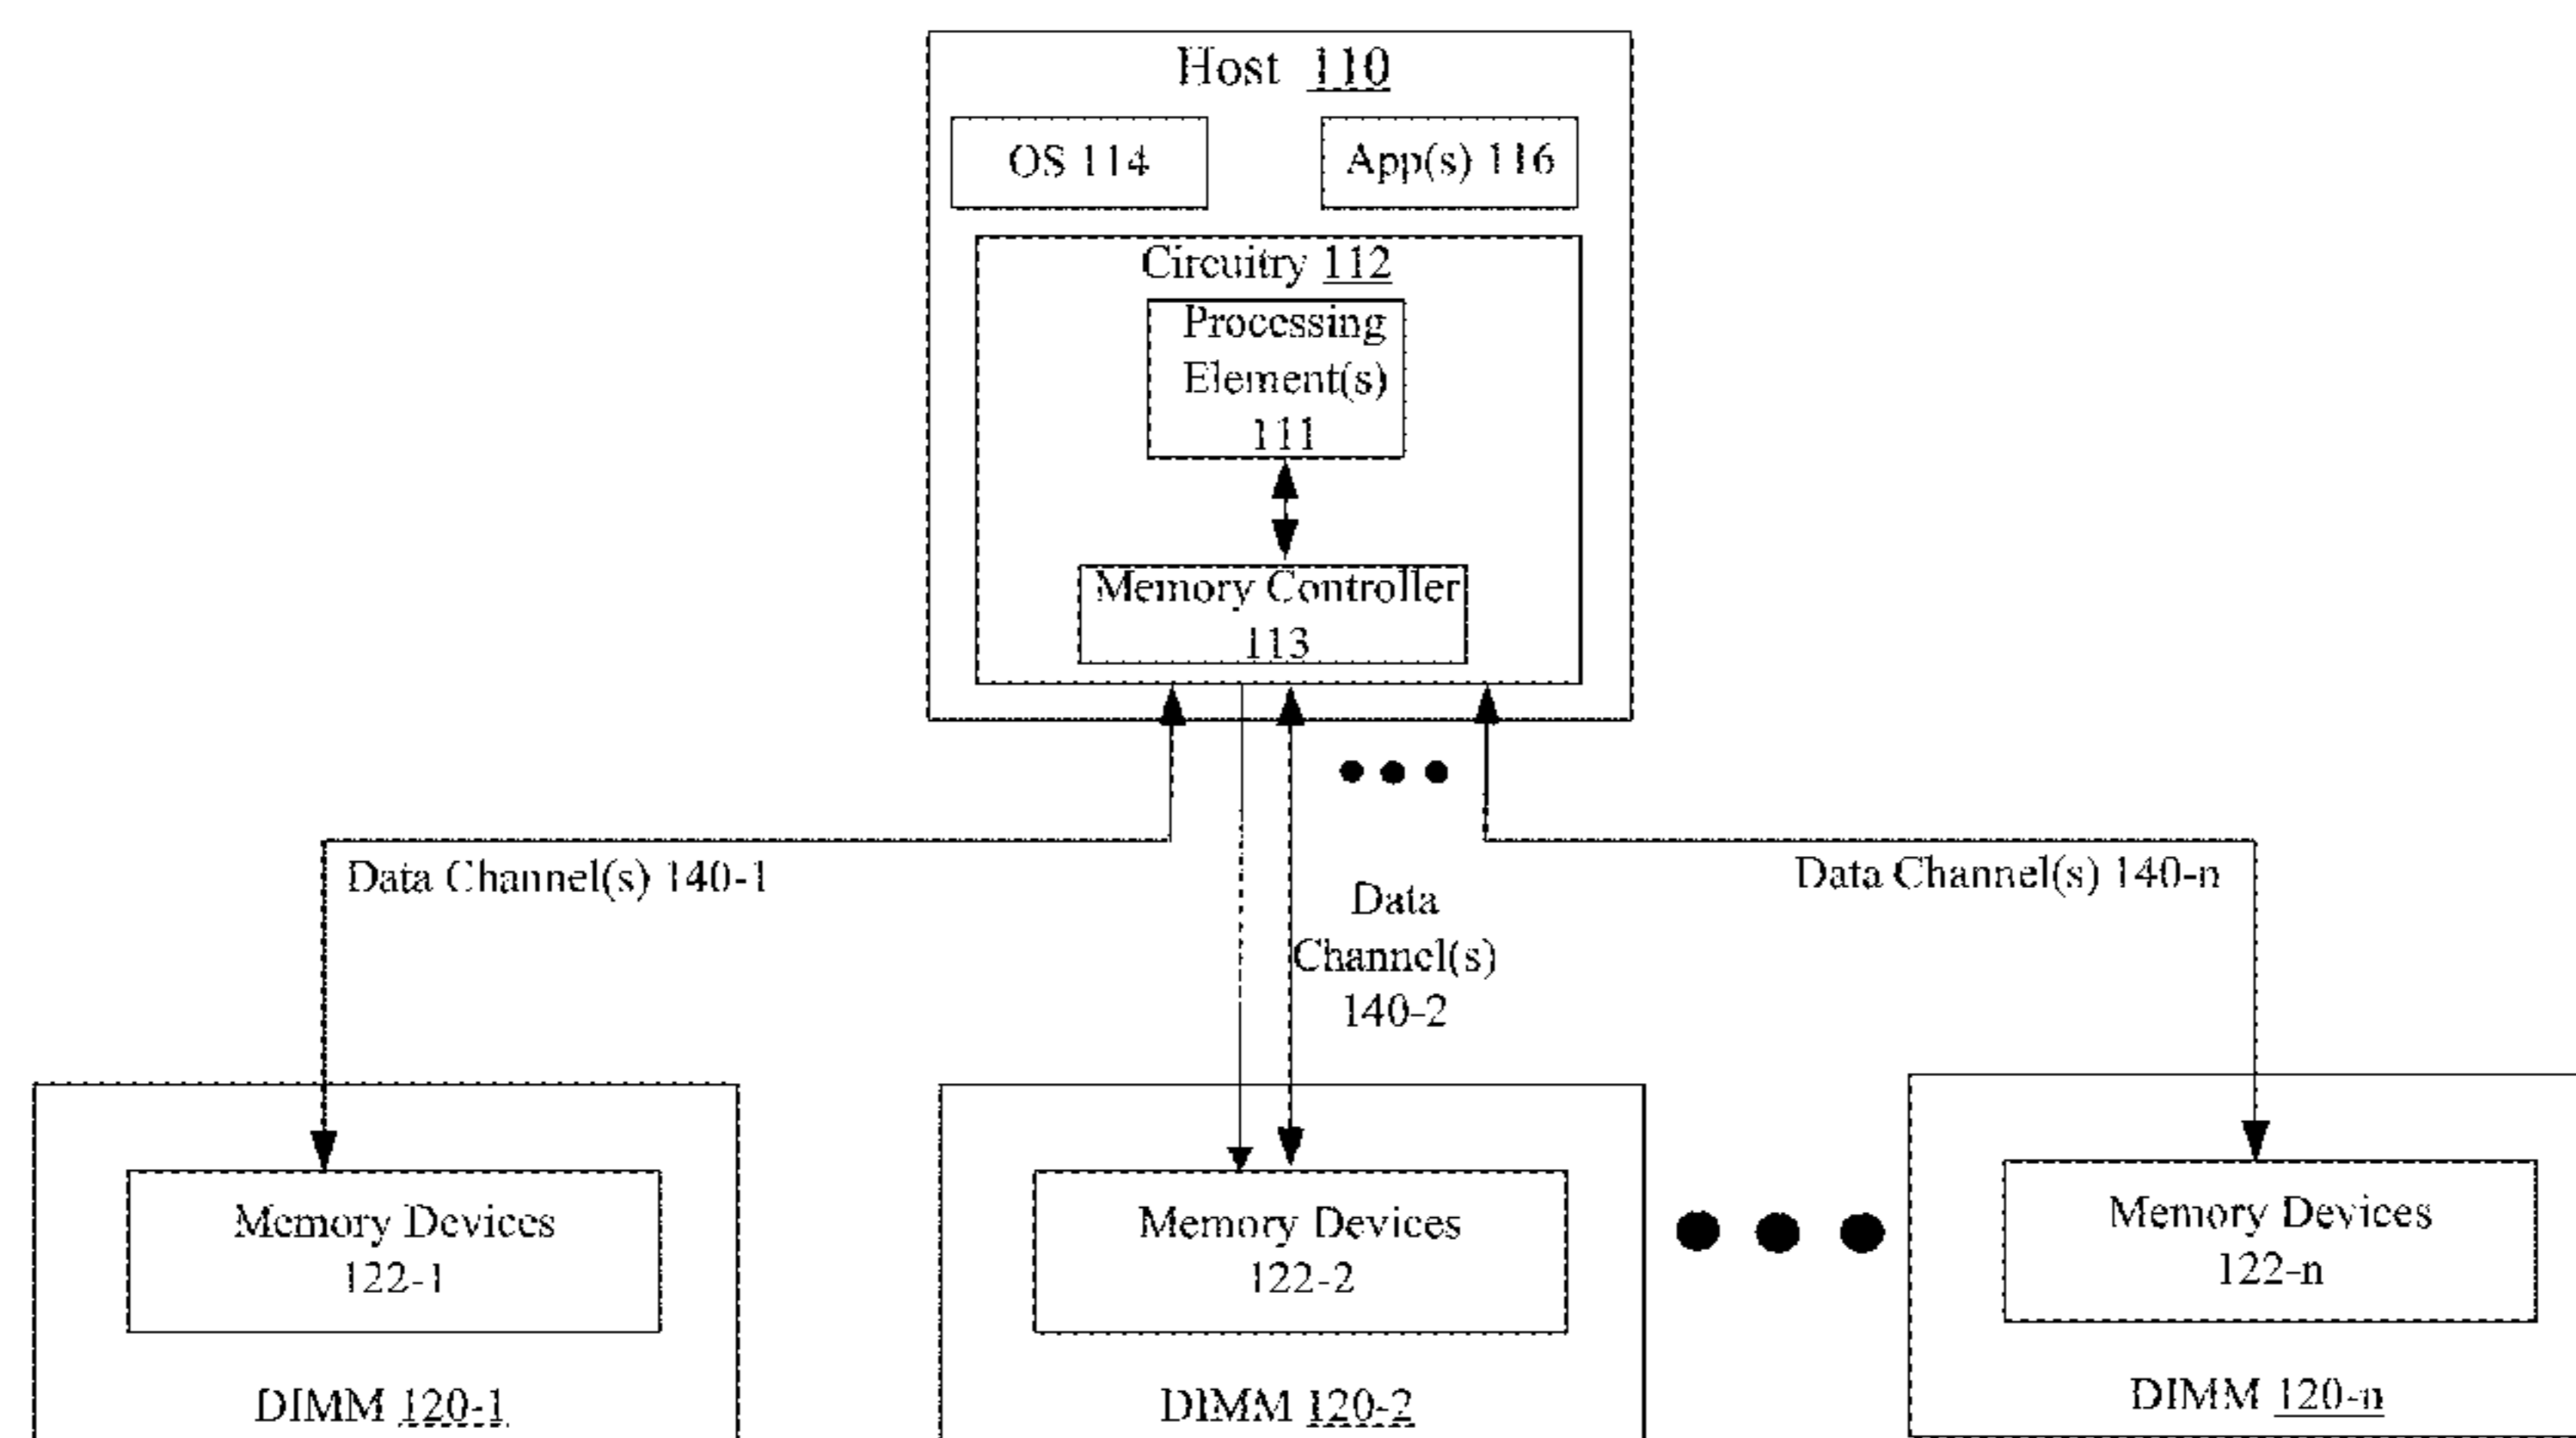 Host 110
OS 114
App(s) 116
Circuitry 112
Processing
Element(s)
111
Memory Controller
113
Data Channel(s) 140-1
Data
Channel(s)
140-2
Data Channel(s) 140-n
Memory Devices
122-1
DIMM 120-1
Memory Devices
122-2
DIMM 120-2
Memory Devices
122-n
DIMM 120-n